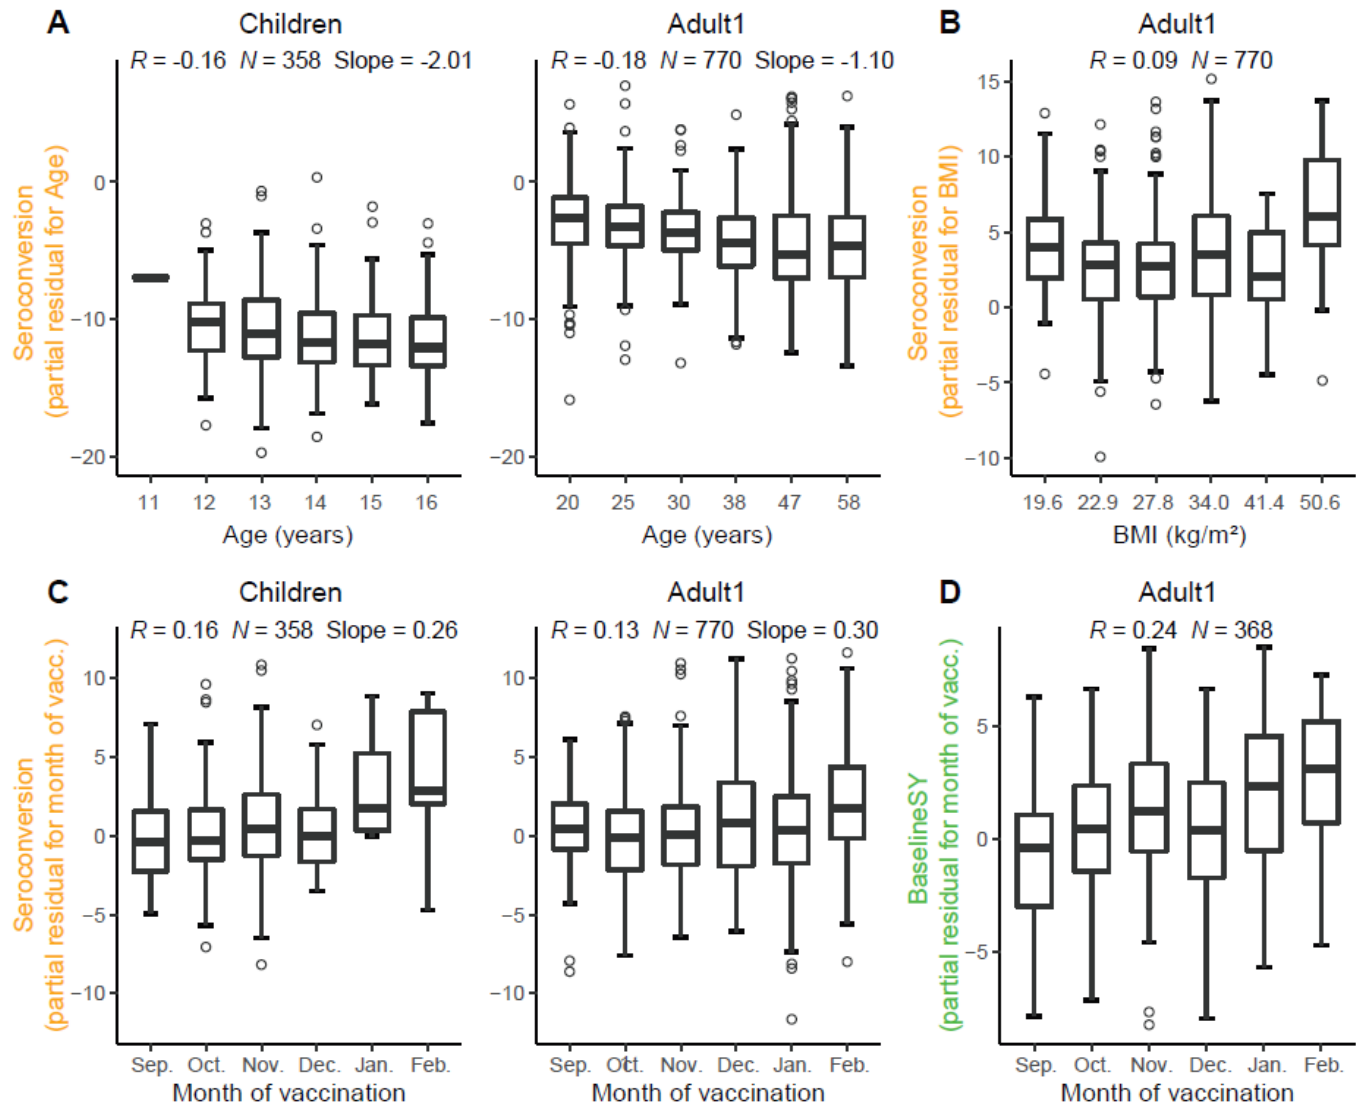 A
Children
R = -0.16 N = 358 Slope = -2.01
Seroconversion
(partial residual for Age)
0
−10
−20
11 12 13 14 15 16
Age (years)
Adult1
R = -0.18 N = 770 Slope = -1.10
0
−10
−20
20 25 30 38 47 58
Age (years)
B
Adult1
R = 0.09 N = 770
Seroconversion
(partial residual for BMI)
15
10
5
0
−5
−10
19.6 22.9 27.8 34.0 41.4 50.6
BMI (kg/m²)
C
Children
R = 0.16 N = 358 Slope = 0.26
Seroconversion
(partial residual for month of vacc.)
10
5
0
−5
−10
Sep. Oct. Nov. Dec. Jan. Feb.
Month of vaccination
Adult1
R = 0.13 N = 770 Slope = 0.30
10
5
0
−5
−10
Sep. Oct. Nov. Dec. Jan. Feb.
Month of vaccination
D
Adult1
R = 0.24 N = 368
BaselineSY
(partial residual for month of vacc.)
5
0
−5
Sep. Oct. Nov. Dec. Jan. Feb.
Month of vaccination